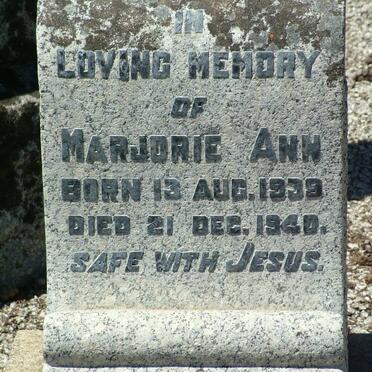 IN
LOVING MEMORY
OF
MARJORIE ANN
BORN 13 AUG. 1939
DIED 21 DEC. 1940.
SAFE WITH JESUS.